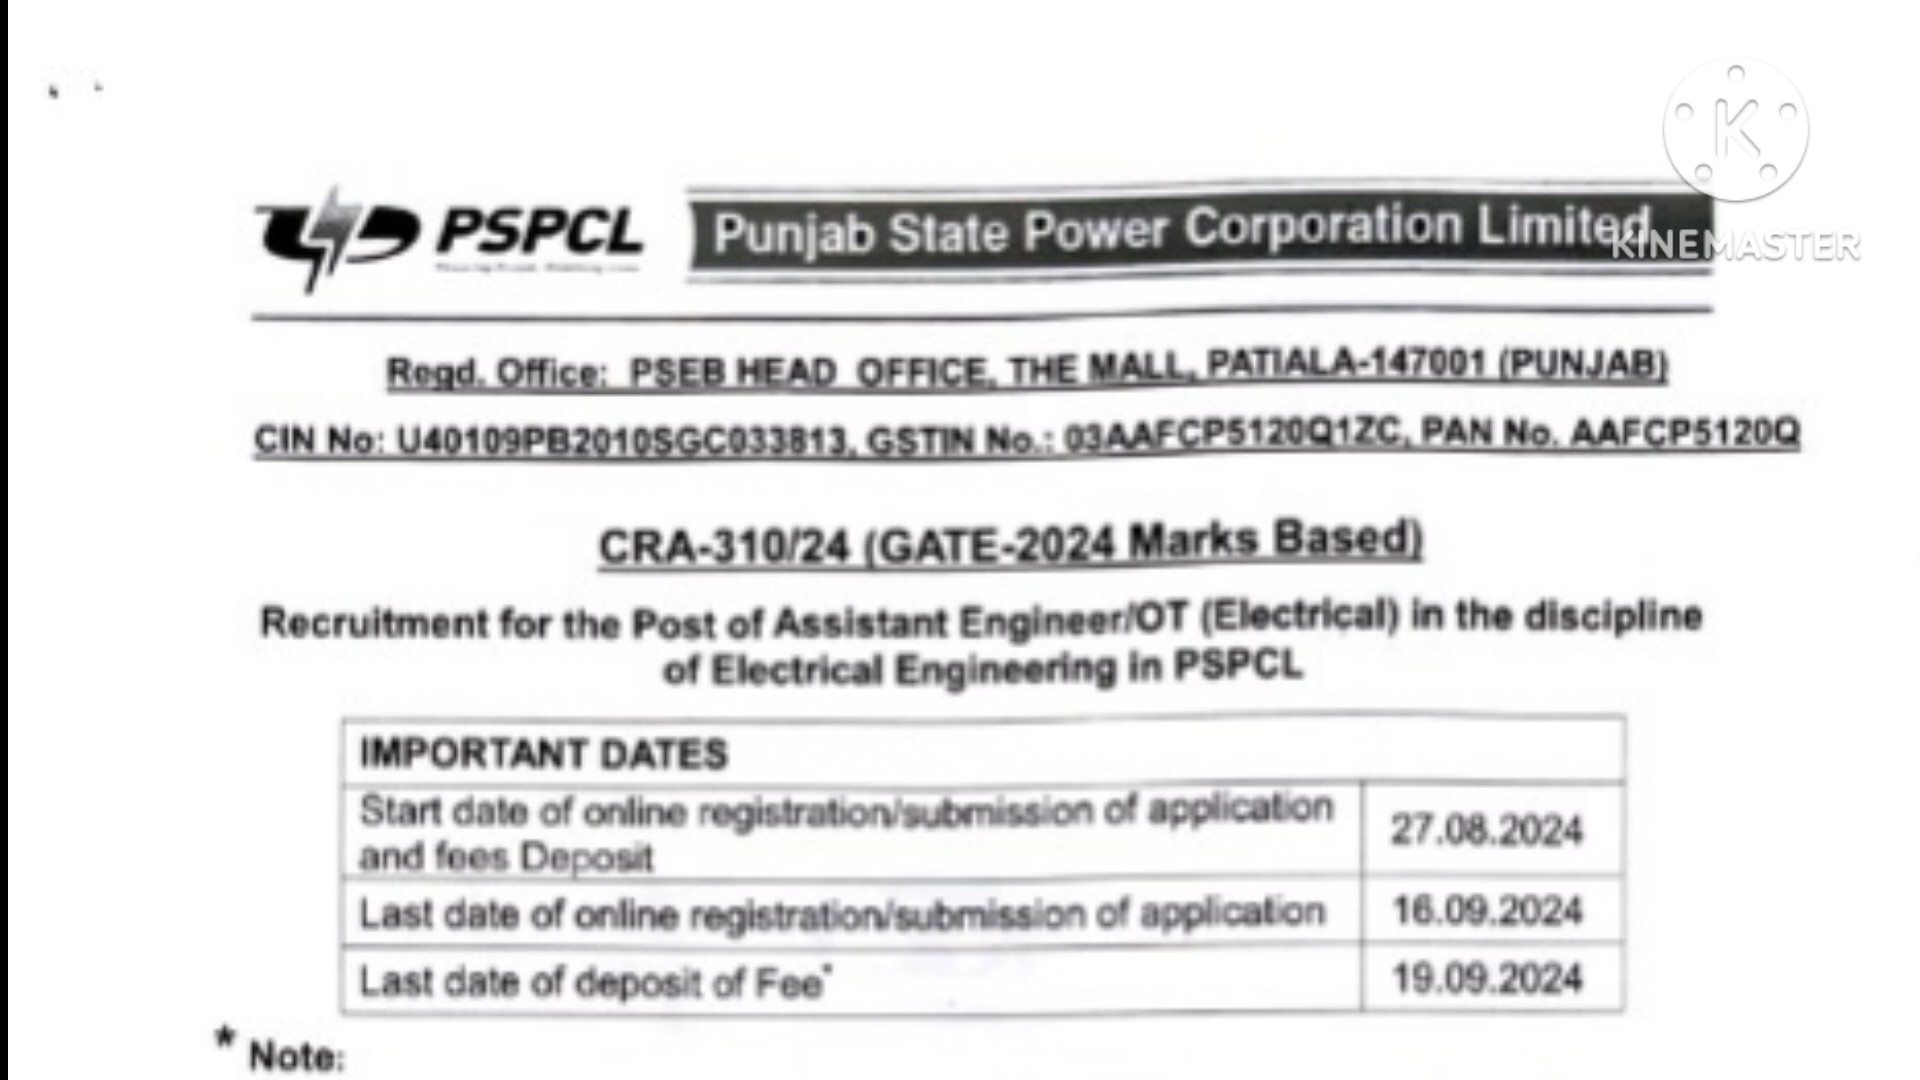 PSPCL
Punjab State Power Corporation Limited
K
KINEMASTER
Regd. Office: PSEB HEAD OFFICE, THE MALL, PATIALA-147001 (PUNJAB)
CIN No: U40109PB2010SGC033813, GSTIN No.: 03AAFCP5120Q1ZC, PAN No. AAFCP5120Q
CRA-310/24 (GATE-2024 Marks Based)
Recruitment for the Post of Assistant Engineer/OT (Electrical) in the discipline
of Electrical Engineering in PSPCL
IMPORTANT DATES
Start date of online registration/submission of application
and fees Deposit
27.08.2024
Last date of online registration/submission of application 16.09.2024
Last date of deposit of Fee* 19.09.2024
* Note: